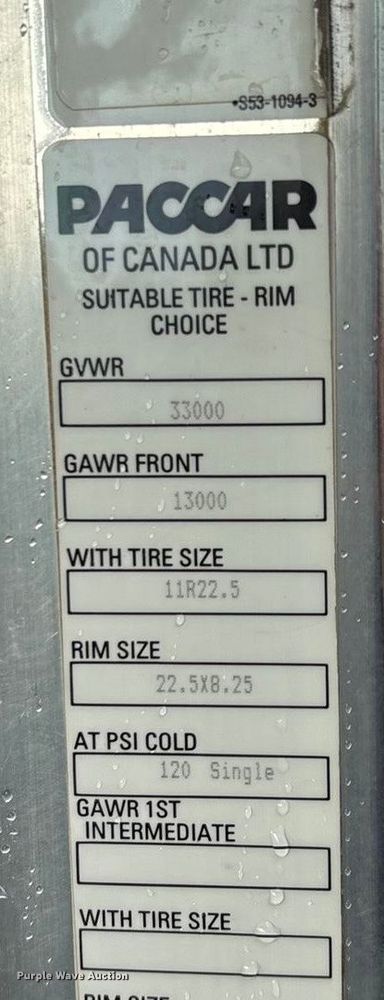 •S53-1094-3
PACCAR
OF CANADA LTD
SUITABLE TIRE - RIM
CHOICE
GVWR
33000
GAWR FRONT
13000
WITH TIRE SIZE
11R22.5
RIM SIZE
22.5X8.25
AT PSI COLD
120 Single
GAWR 1ST
INTERMEDIATE
WITH TIRE SIZE
Purple Wave Auction
RIM SIZE